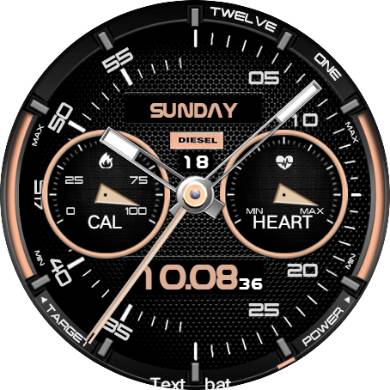 TWELVE
ONE
55
05
50
10
SUNDAY
MAX
MAX
DIESEL
18
25 75
0 100
CAL
MIN MAX
HEART
45
MIN
MIN
40
20
10.08 36
35
25
TARGET
POWER
Text bat